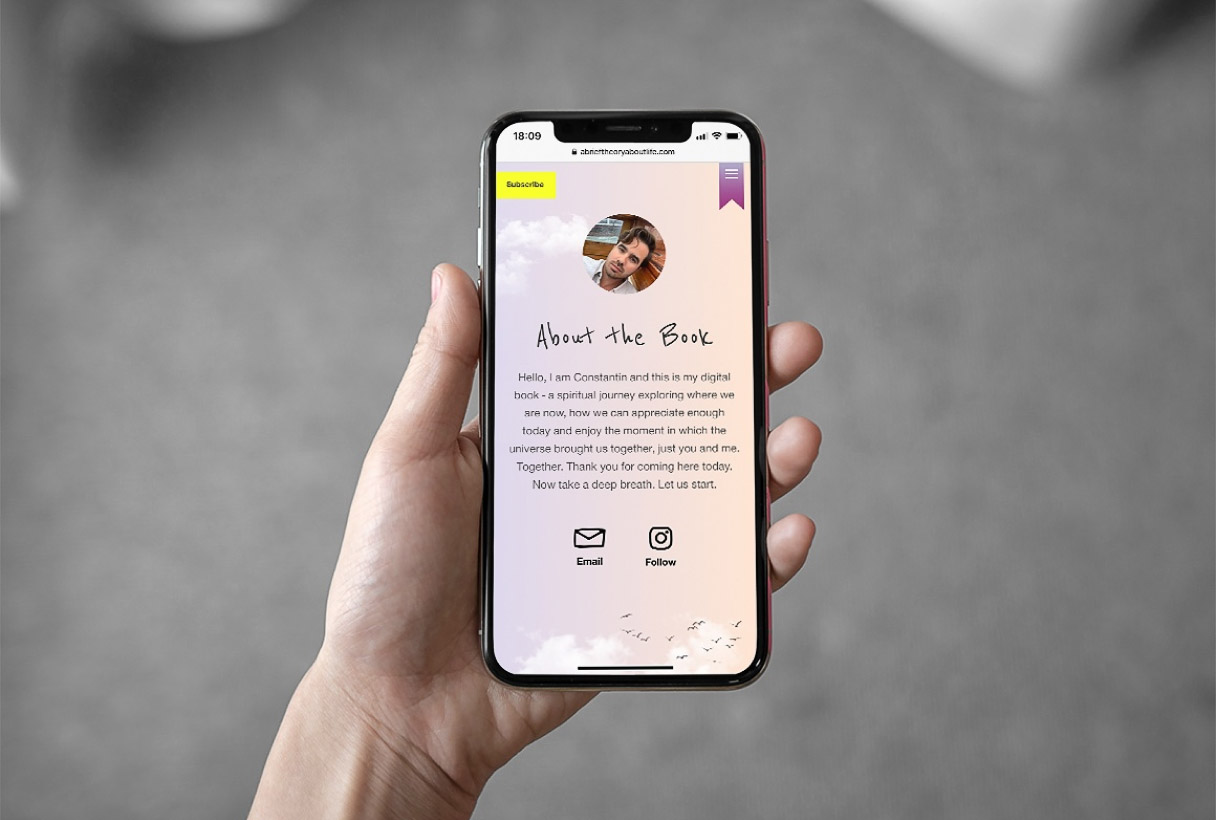 18:09
abrieftheoryaboutlife.com
Subscribe
About the Book
Hello, I am Constantin and this is my digital
book - a spiritual journey exploring where we
are now, how we can appreciate enough
today and enjoy the moment in which the
universe brought us together, just you and me.
Together. Thank you for coming here today.
Now take a deep breath. Let us start.
Email
Follow